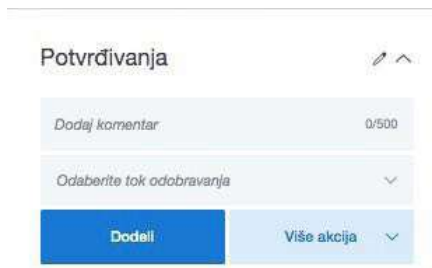 Potvrđivanja
Dodaj komentar 0/500
Odaberite tok odobravanja
Dodeli Više akcija